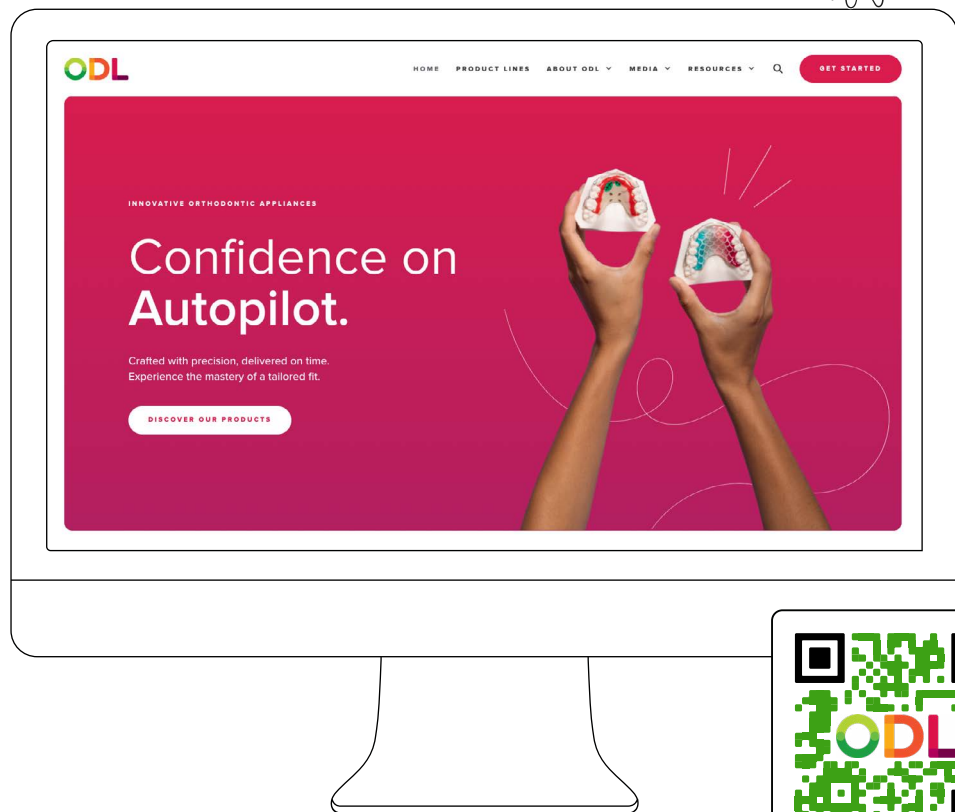 ODL
HOME PRODUCT LINES ABOUT ODL MEDIA RESOURCES GET STARTED
INNOVATIVE ORTHODONTIC APPLIANCES
Confidence on
Autopilot.
Crafted with precision, delivered on time.
Experience the mastery of a tailored fit.
DISCOVER OUR PRODUCTS
ODL